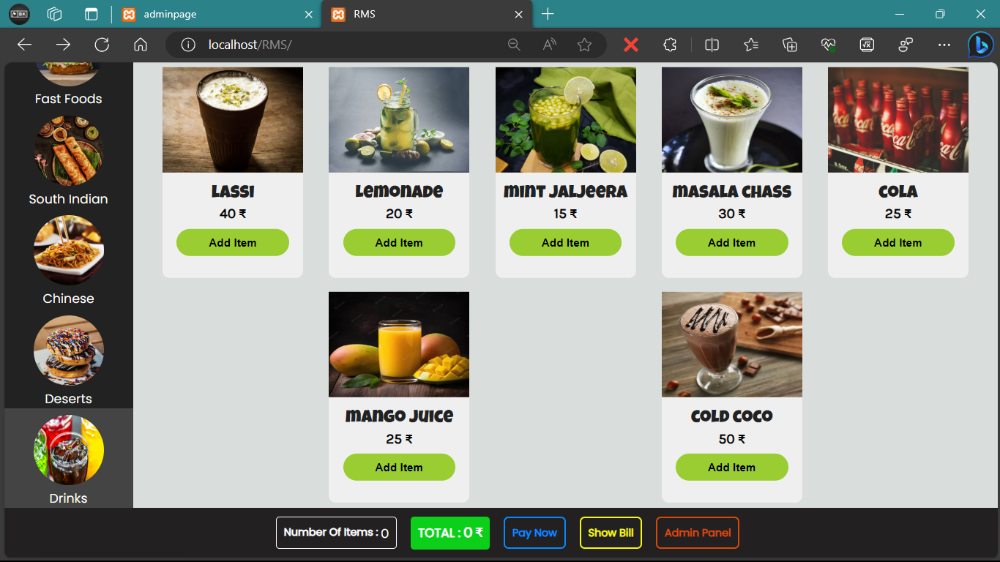 adminpage
RMS
localhost/RMS/
Fast Foods
South Indian
Chinese
Deserts
Drinks
Lassi
40 ₹
Add Item
Lemonade
20 ₹
Add Item
Mint Jaljeera
15 ₹
Add Item
Masala Chass
30 ₹
Add Item
Cola
25 ₹
Add Item
Mango Juice
25 ₹
Add Item
Cold Coco
50 ₹
Add Item
Number Of Items : 0
TOTAL : 0 ₹
Pay Now
Show Bill
Admin Panel